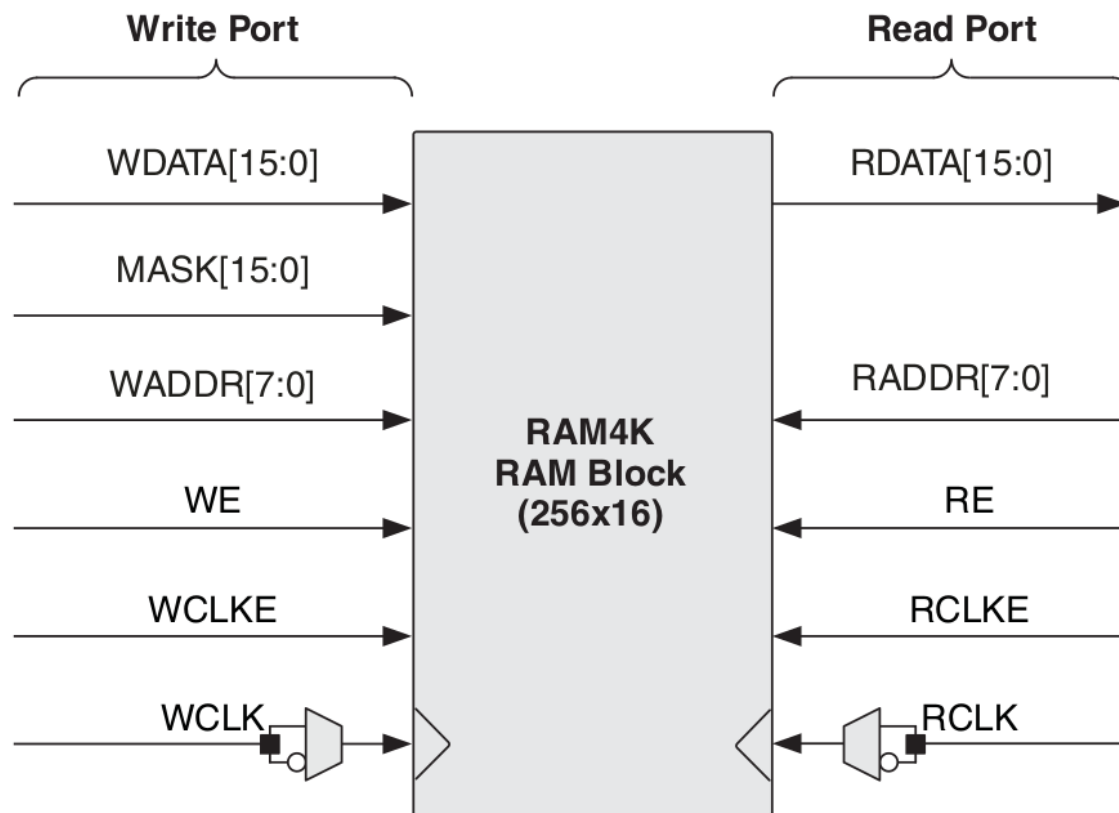 Write Port
Read Port
WDATA[15:0]
RDATA[15:0]
MASK[15:0]
WADDR[7:0]
RADDR[7:0]
RAM4K
RAM Block
(256x16)
WE
RE
WCLKE
RCLKE
WCLK
RCLK